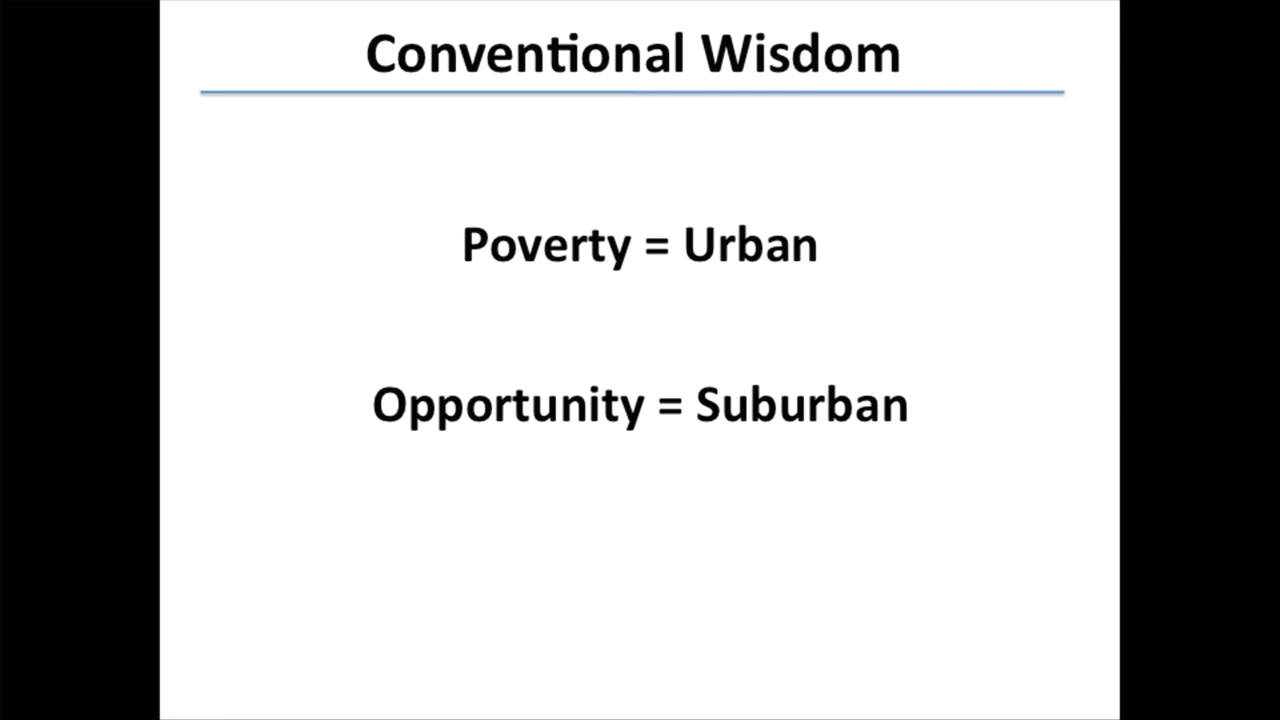 Conventional Wisdom
Poverty = Urban
Opportunity = Suburban